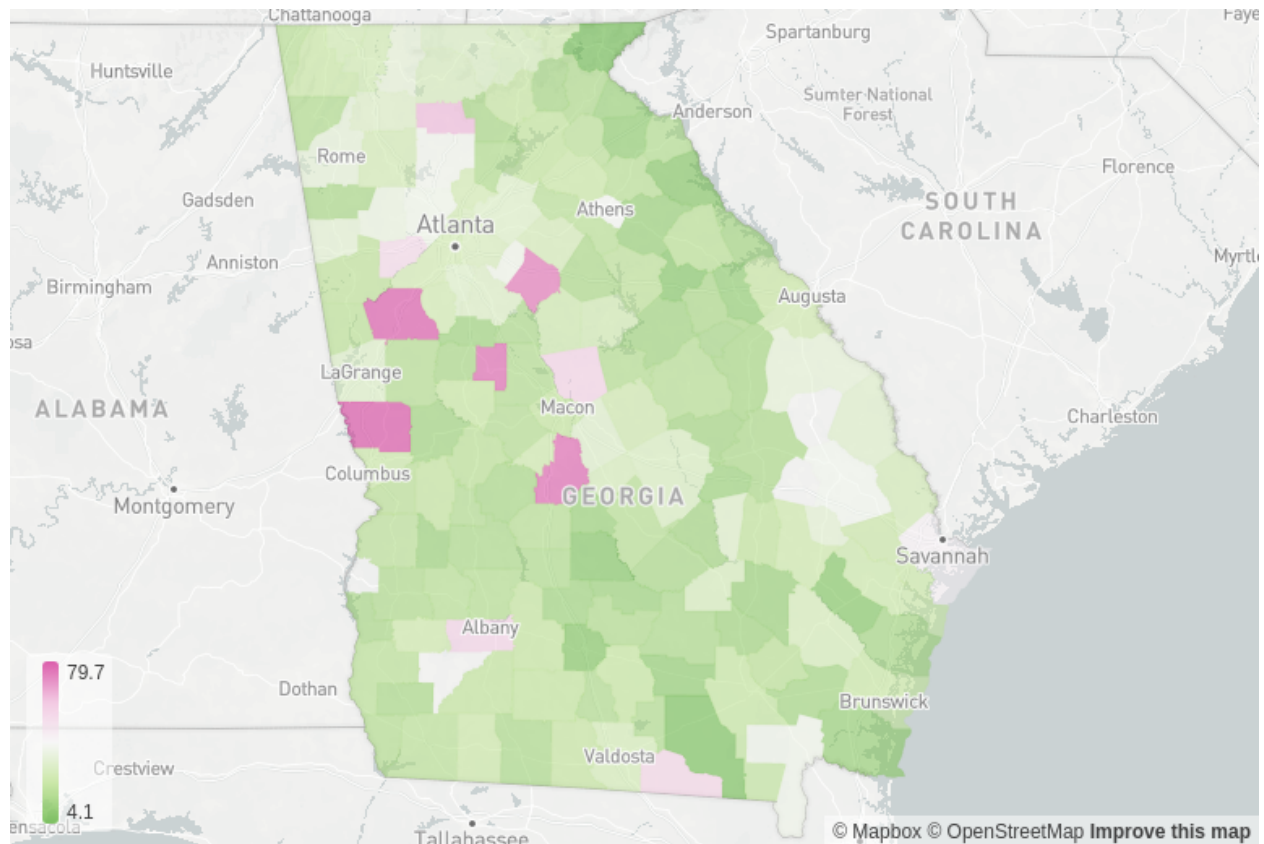 Chattanooga
Faye
Spartanburg
Huntsville
Sumter National
Forest
Anderson
Rome
Florence
Gadsden
SOUTH
CAROLINA
Athens
Atlanta
Anniston
Myrtle
Birmingham
Augusta
osa
LaGrange
ALABAMA
Macon
Charleston
Columbus
GEORGIA
Montgomery
Savannah
Albany
79.7
Dothan
Brunswick
Valdosta
Crestview
4.1
ensacola
Tallahassee
© Mapbox © OpenStreetMap Improve this map